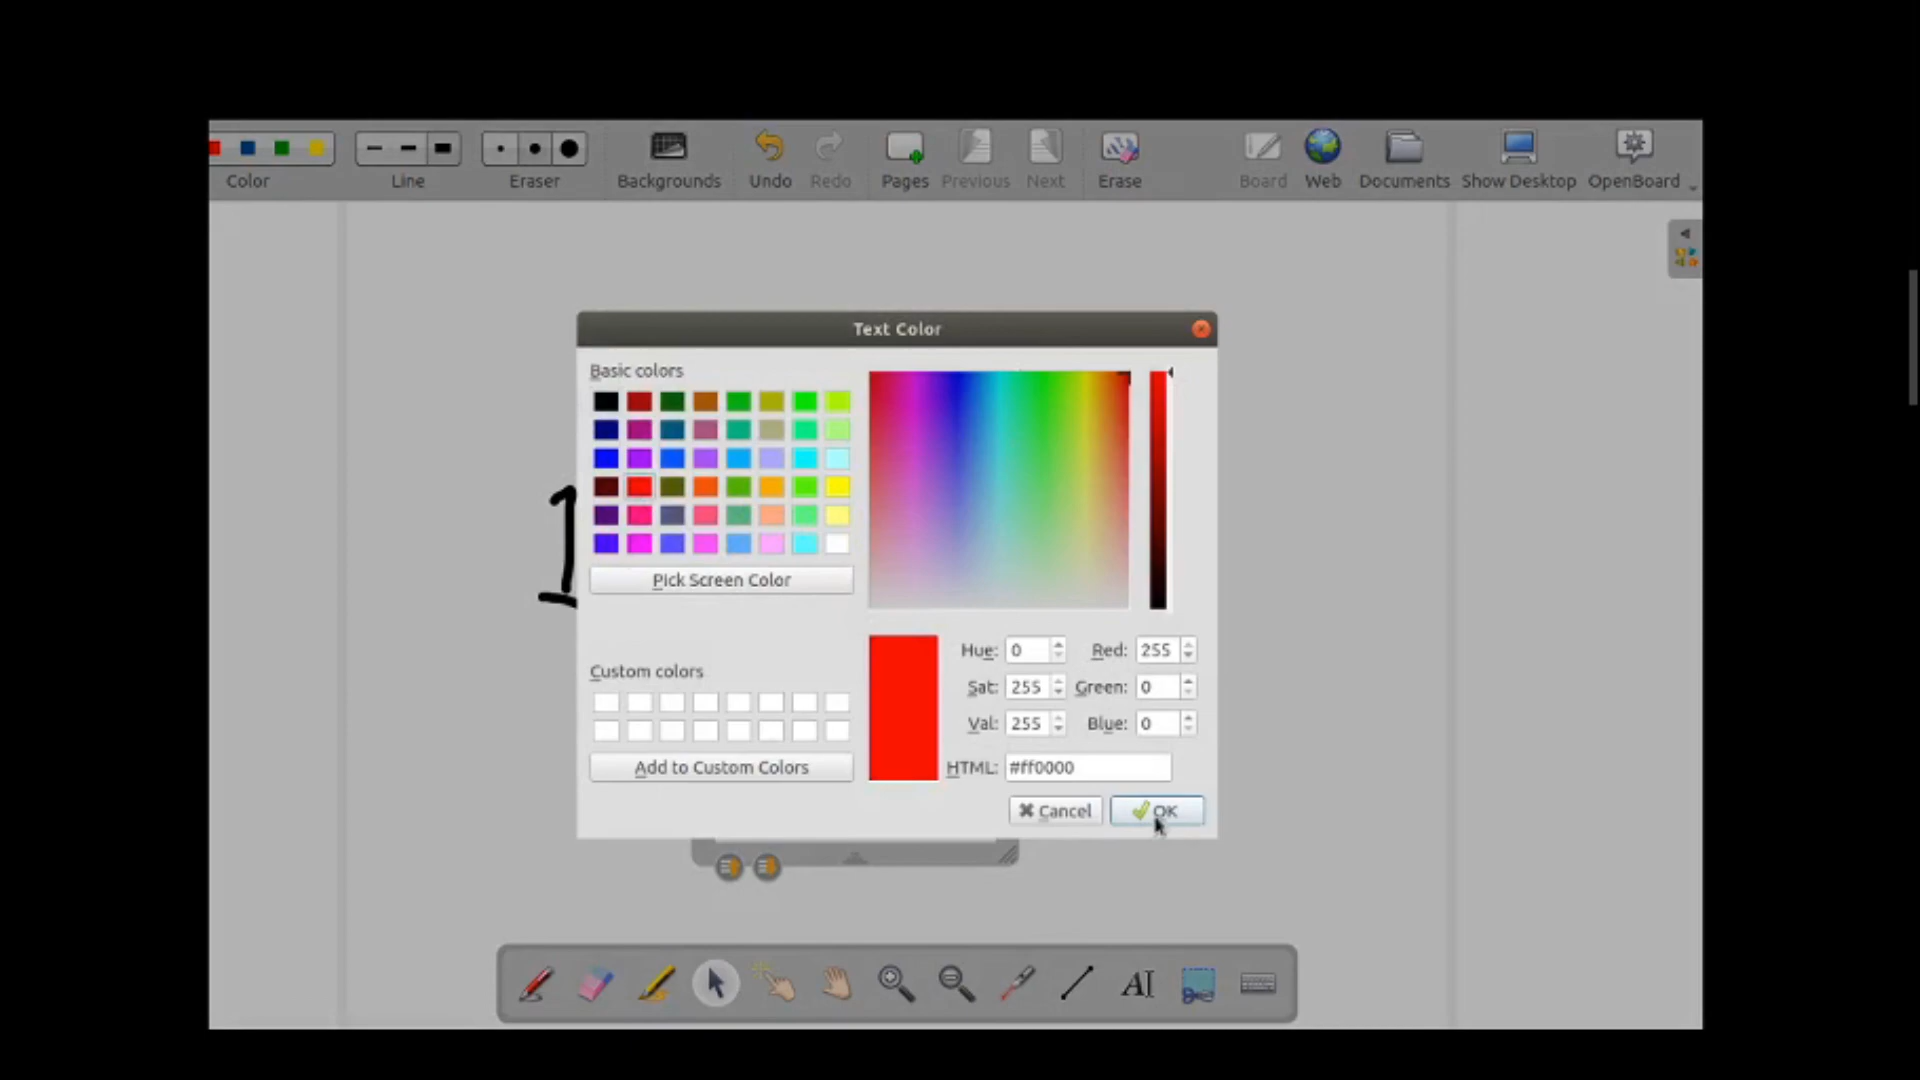 Color Line Eraser Backgrounds Undo Redo Pages Previous Next Erase Board Web Documents Show Desktop OpenBoard
Text Color
Basic colors
1
Pick Screen Color
Custom colors
Add to Custom Colors
Hue: 0 Red: 255
Sat: 255 Green: 0
Val: 255 Blue: 0
HTML: #ff0000
Cancel OK
AI